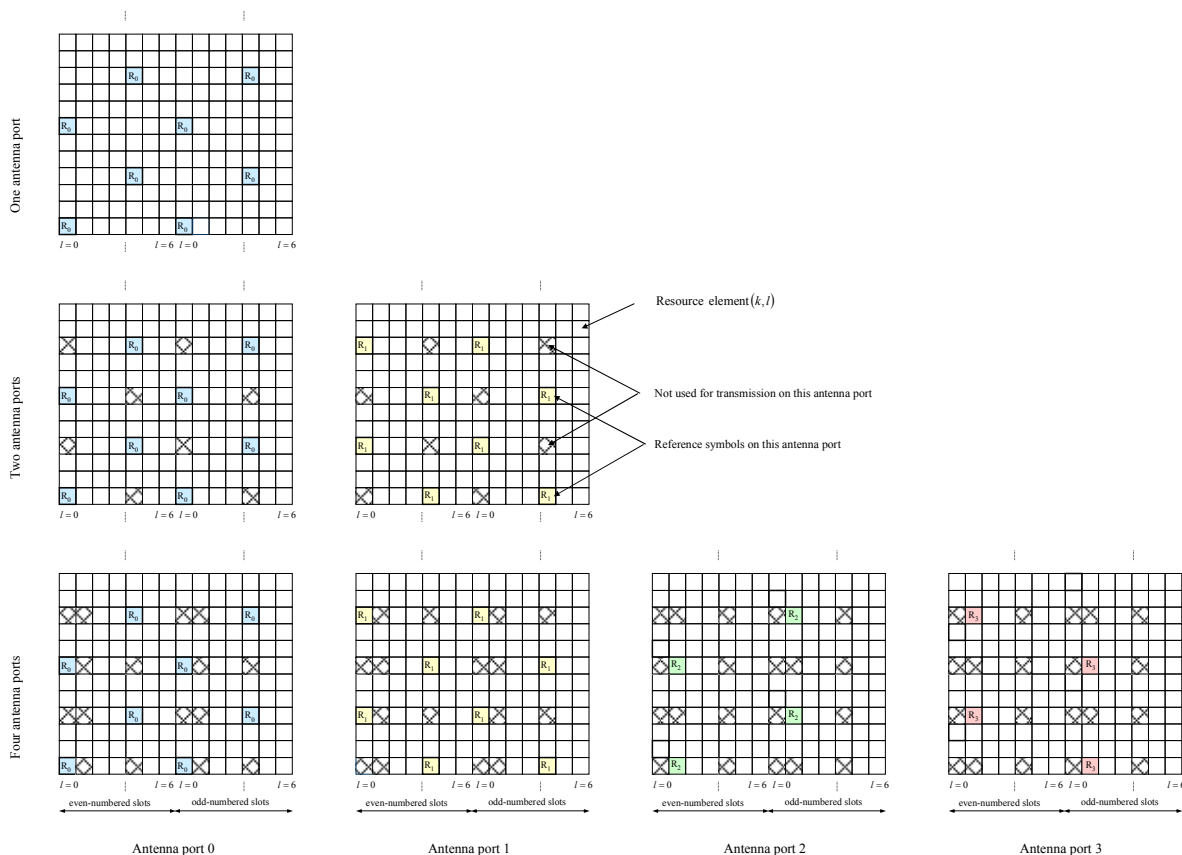 One antenna port
R0 R0
R0 R0
R0 R0
R0 R0
l = 0 l = 6 l = 0 l = 6
Two antenna ports
R0 R0
R0 R0
R0 R0
R0 R0
l = 0 l = 6 l = 0 l = 6
R1 R1
R1 R1
R1 R1
R1 R1
l = 0 l = 6 l = 0 l = 6
Resource element (k, l)
Not used for transmission on this antenna port
Reference symbols on this antenna port
Four antenna ports
R0 R0
R0 R0
R0 R0
R0 R0
l = 0 l = 6 l = 0 l = 6
even-numbered slots odd-numbered slots
Antenna port 0
R1 R1
R1 R1
R1 R1
R1 R1
l = 0 l = 6 l = 0 l = 6
even-numbered slots odd-numbered slots
Antenna port 1
R2
R2
R2
R2
l = 0 l = 6 l = 0 l = 6
even-numbered slots odd-numbered slots
Antenna port 2
R3
R3
R3
R3
l = 0 l = 6 l = 0 l = 6
even-numbered slots odd-numbered slots
Antenna port 3